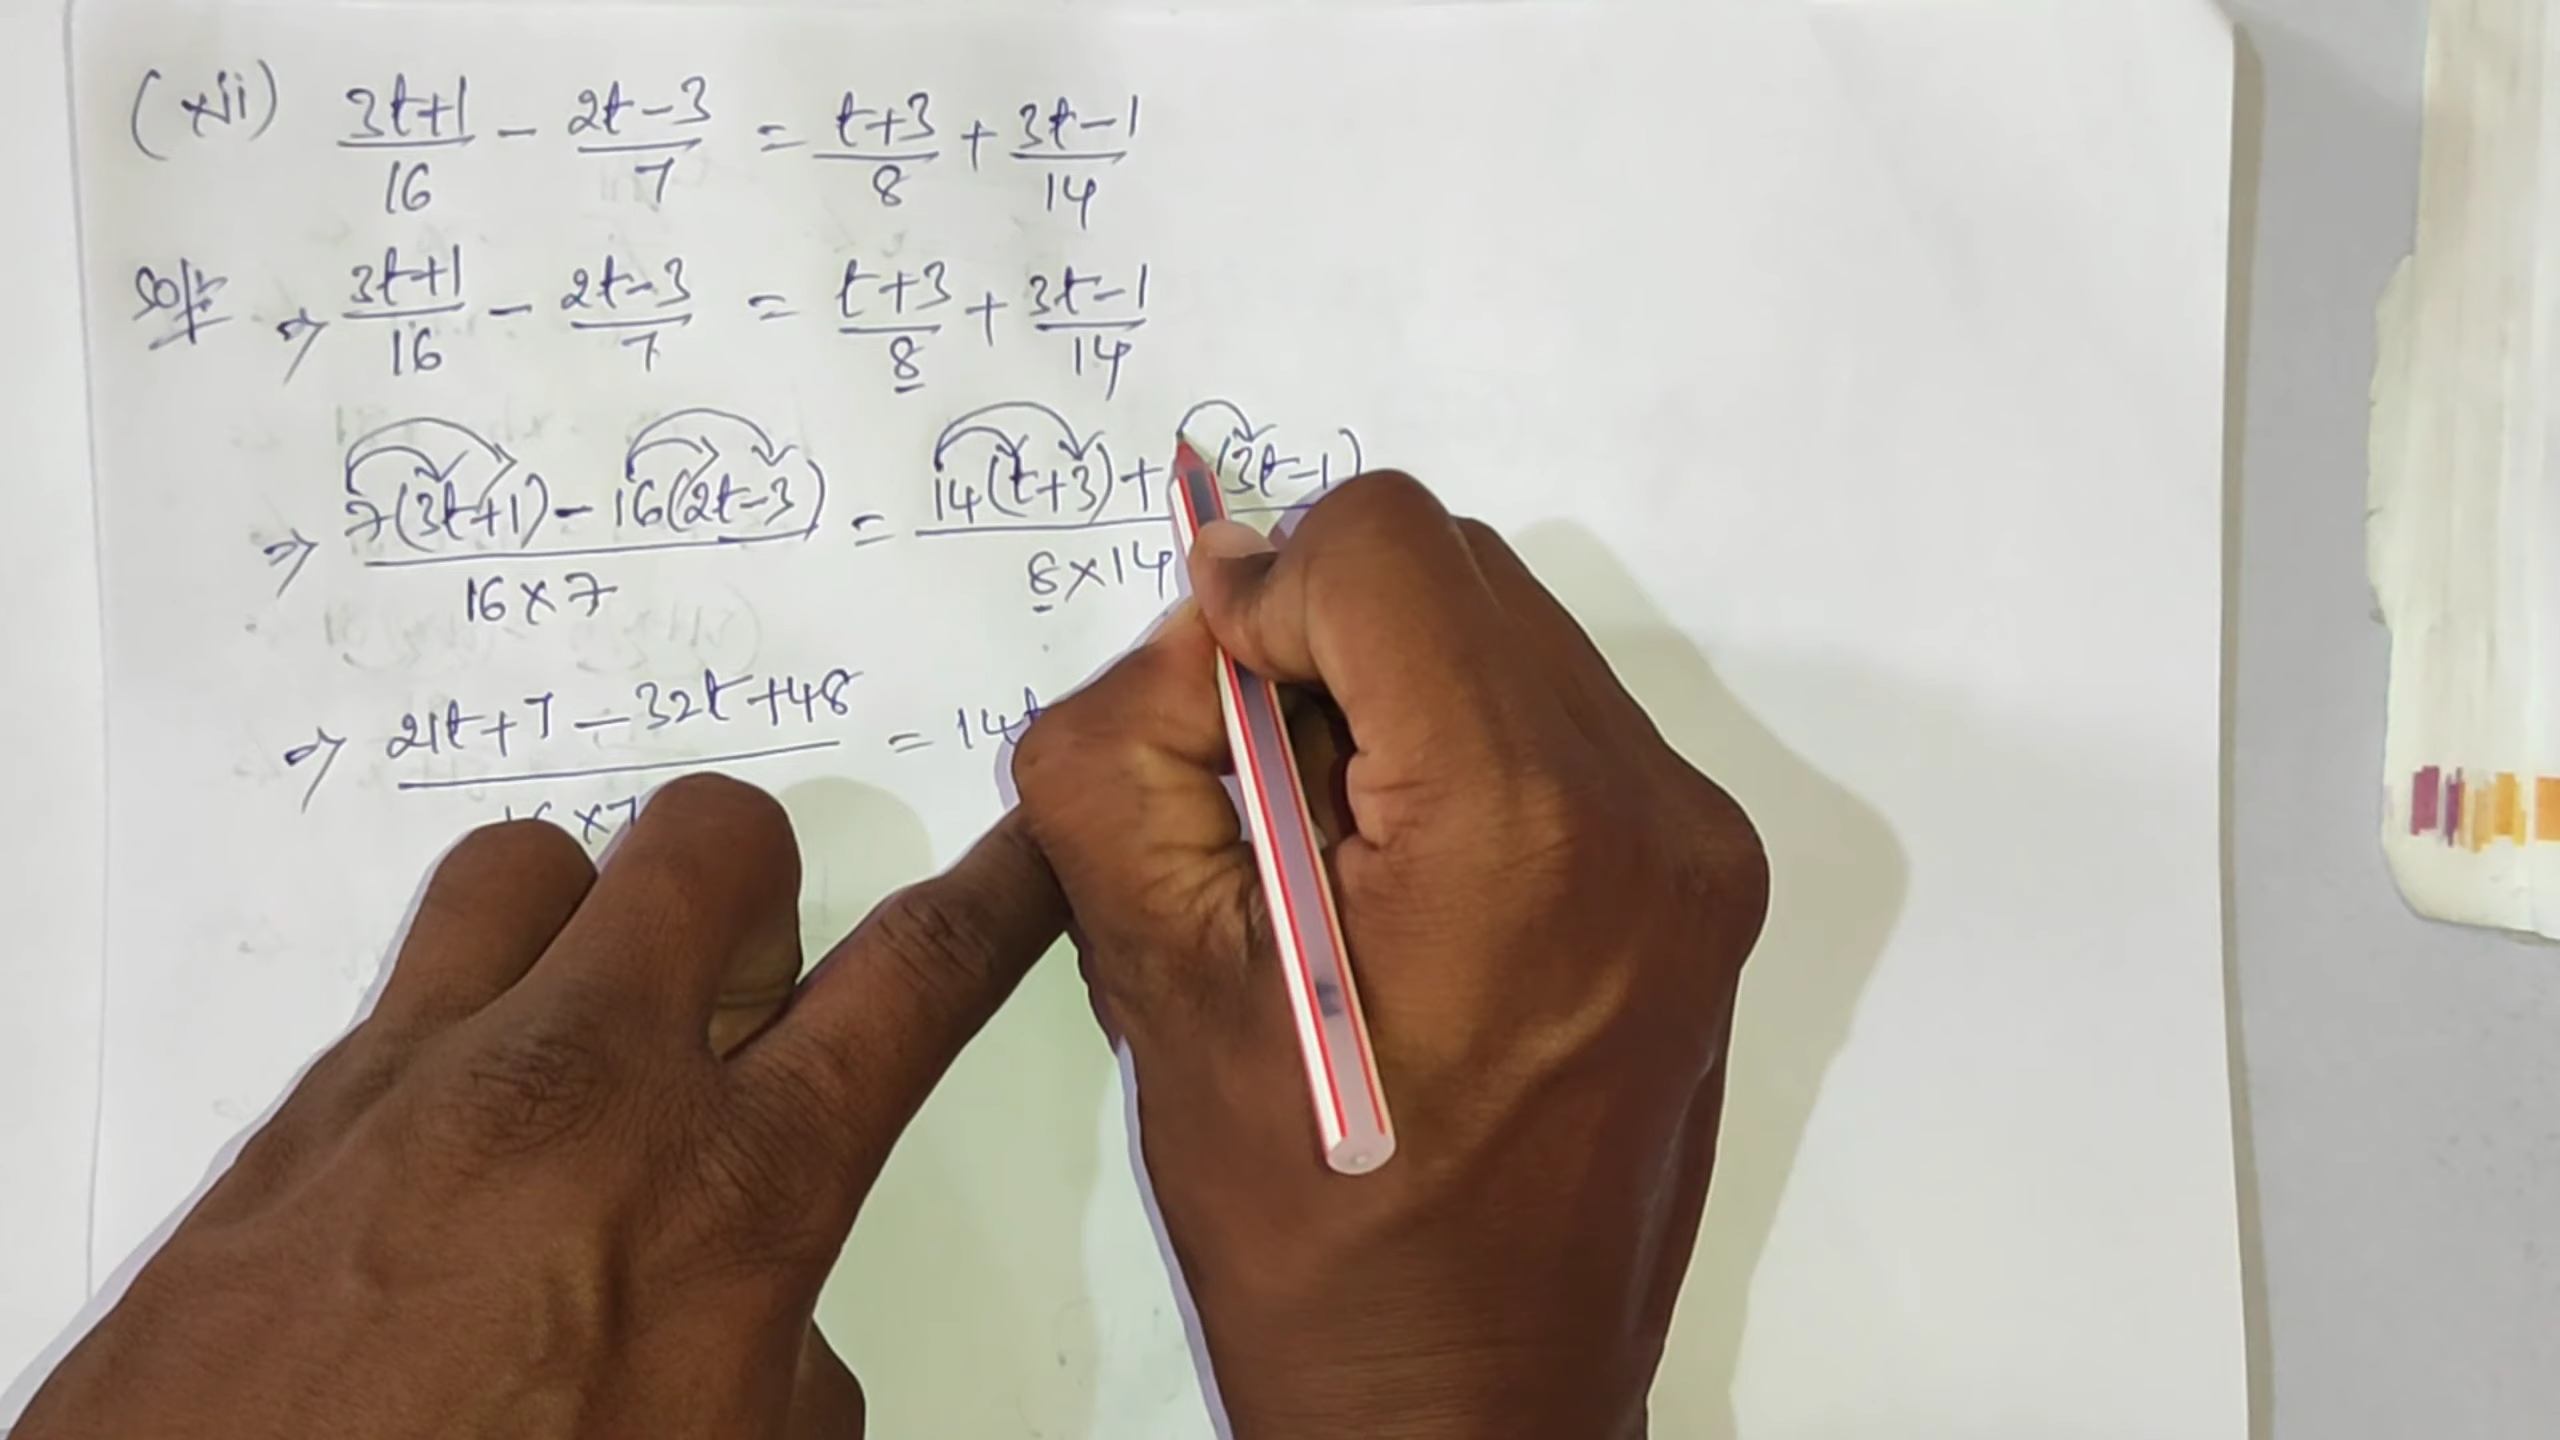 (xii) 3t+1/16 - 2t-3/7 = t+3/8 + 3t-1/14
Soln ⇒ 3t+1/16 - 2t-3/7 = t+3/8 + 3t-1/14
⇒ 7(3t+1) - 16(2t-3)/16×7 = 14(t+3) + (3t-1)/8×14
⇒ 21t+7-32t+48/16×7 = 14t